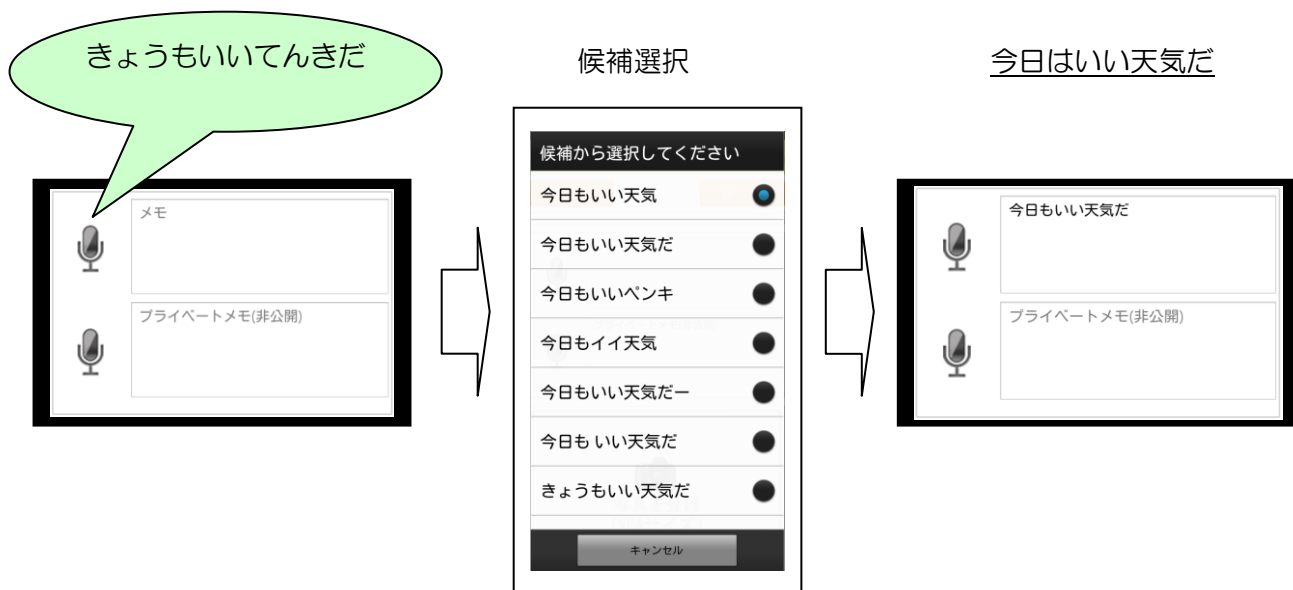 きょうもいいてんきだ
候補選択
今日はいい天気だ
メモ
プライベートメモ(非公開)
候補から選択してください
今日もいい天気
今日もいい天気だ
今日もいいペンキ
今日もイイ天気
今日もいい天気だー
今日も いい天気だ
きょうもいい天気だ
キャンセル
今日もいい天気だ
プライベートメモ(非公開)